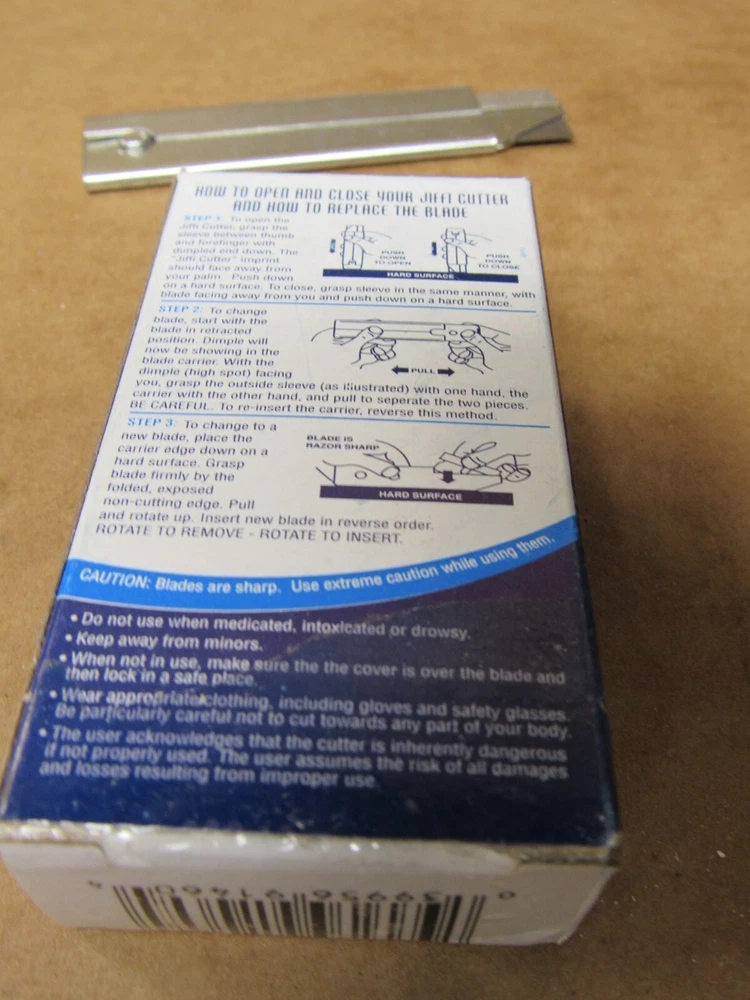 HOW TO OPEN AND CLOSE YOUR JIFFI CUTTER
AND HOW TO REPLACE THE BLADE
STEP 1: To open the
Jiffi Cutter, grasp the
sleeve between thumb
and forefinger with
dimpled end down. The
"Jiffi Cutter" imprint
should face away from
your palm. Push down
on a hard surface. To close, grasp sleeve in the same manner, with
blade facing away from you and push down on a hard surface.
PUSH
DOWN
TO OPEN
PUSH
DOWN
TO CLOSE
HARD SURFACE
STEP 2: To change
blade, start with the
blade in retracted
position. Dimple will
now be showing in the
blade carrier. With the
dimple (high spot) facing
you, grasp the outside sleeve (as illustrated) with one hand, the
carrier with the other hand, and pull to seperate the two pieces.
BE CAREFUL. To re-insert the carrier, reverse this method.
PULL
STEP 3: To change to a
new blade, place the
carrier edge down on a
hard surface. Grasp
blade firmly by the
folded, exposed
non-cutting edge. Pull
and rotate up. Insert new blade in reverse order.
ROTATE TO REMOVE - ROTATE TO INSERT.
BLADE IS
RAZOR SHARP
HARD SURFACE
CAUTION: Blades are sharp. Use extreme caution while using them.
• Do not use when medicated, intoxicated or drowsy.
• Keep away from minors.
• When not in use, make sure the the cover is over the blade and
then lock in a safe place.
• Wear appropriate clothing, including gloves and safety glasses.
Be particularly careful not to cut towards any part of your body.
• The user acknowledges that the cutter is inherently dangerous
if not properly used. The user assumes the risk of all damages
and losses resulting from improper use.